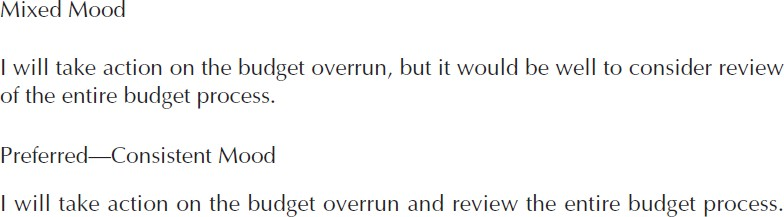 Mixed Mood
I will take action on the budget overrun, but it would be well to consider review
of the entire budget process.
Preferred—Consistent Mood
I will take action on the budget overrun and review the entire budget process.